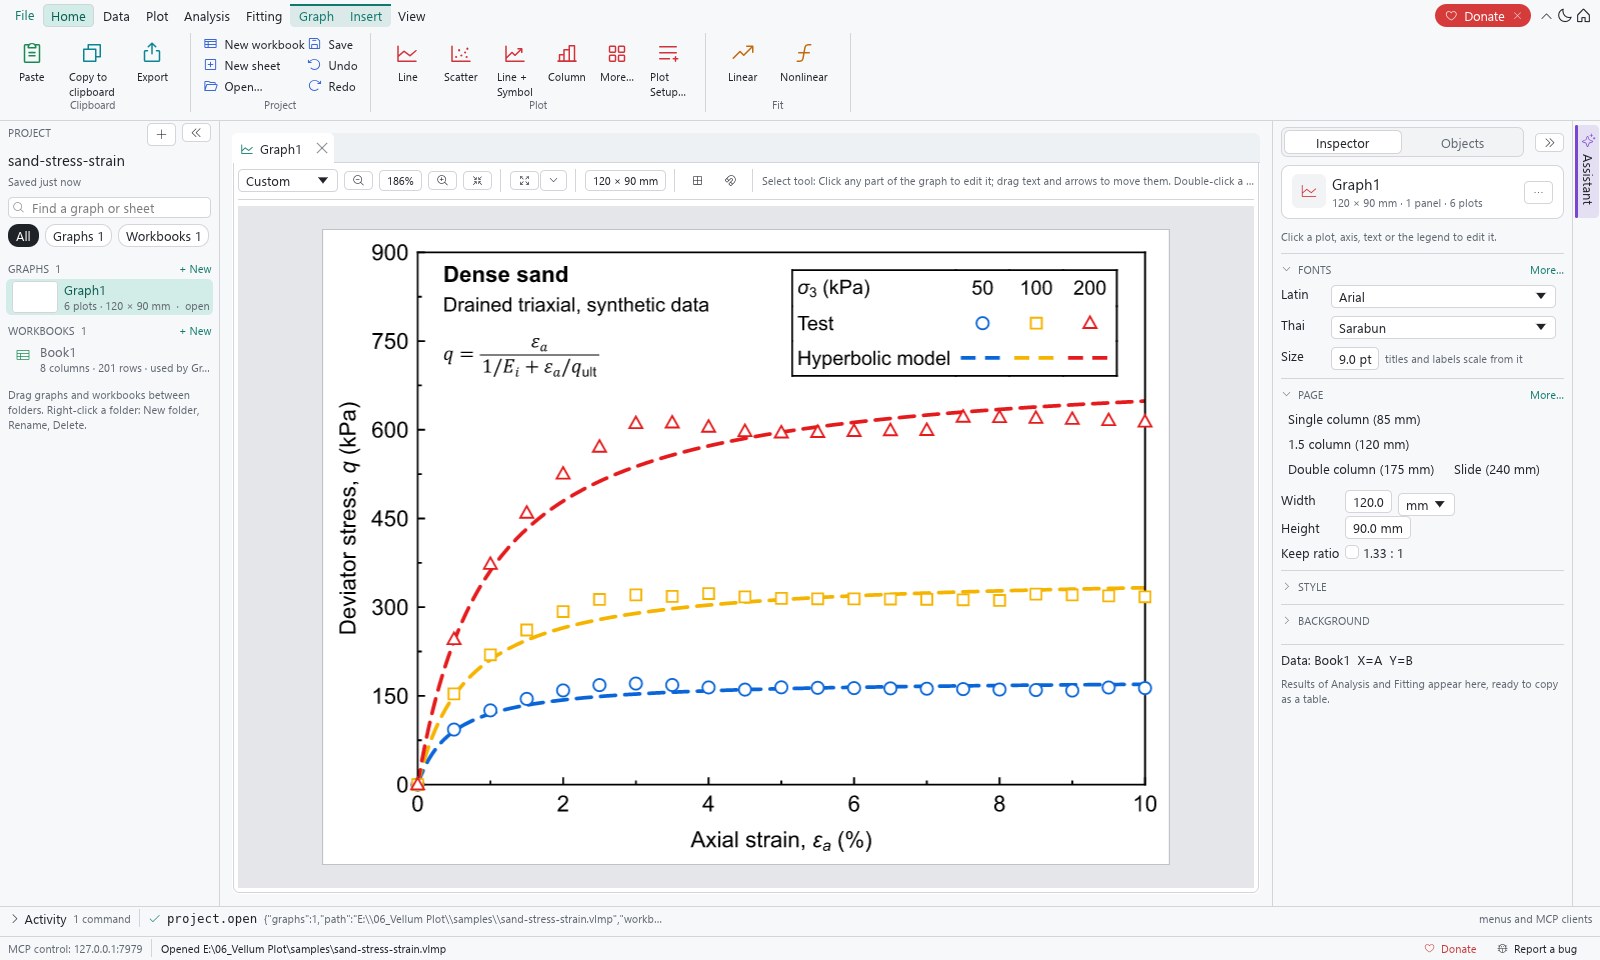 File Home Data Plot Analysis Fitting Graph Insert View
Donate
Paste
Copy to
clipboard
Export
Clipboard
New workbook
New sheet
Open...
Save
Undo
Redo
Project
Line
Scatter
Line +
Symbol
Column
More...
Plot
Setup...
Plot
Linear
Nonlinear
Fit
PROJECT
sand-stress-strain
Saved just now
Find a graph or sheet
All Graphs 1 Workbooks 1
GRAPHS 1 + New
Graph1
6 plots · 120 × 90 mm · open
WORKBOOKS 1 + New
Book1
8 columns · 201 rows · used by Gr...
Drag graphs and workbooks between
folders. Right-click a folder: New folder,
Rename, Delete.
Graph1
Custom 186% 120 × 90 mm Select tool: Click any part of the graph to edit it; drag text and arrows to move them. Double-click a ...
Dense sand
Drained triaxial, synthetic data
q = εa / 1/Ei + εa/qult
σ3 (kPa) 50 100 200
Test
Hyperbolic model
900
750
600
450
300
150
0
Deviator stress, q (kPa)
0 2 4 6 8 10
Axial strain, εa (%)
Inspector Objects
Graph1
120 × 90 mm · 1 panel · 6 plots
...
Click a plot, axis, text or the legend to edit it.
FONTS More...
Latin Arial
Thai Sarabun
Size 9.0 pt titles and labels scale from it
PAGE More...
Single column (85 mm)
1.5 column (120 mm)
Double column (175 mm) Slide (240 mm)
Width 120.0 mm
Height 90.0 mm
Keep ratio 1.33 : 1
STYLE
BACKGROUND
Data: Book1 X=A Y=B
Results of Analysis and Fitting appear here, ready to copy
as a table.
Assistant
Activity 1 command project.open {"graphs":1,"path":"E:\\06_Vellum Plot\\samples\\sand-stress-strain.vlmp","workb... menus and MCP clients
MCP control: 127.0.0.1:7979 Opened E:\06_Vellum Plot\samples\sand-stress-strain.vlmp Donate Report a bug